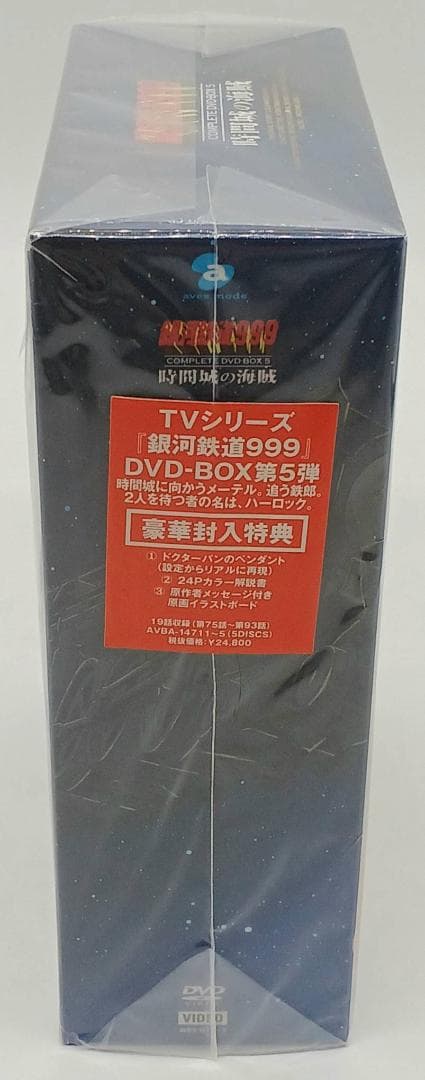 COMPLETE DVD-BOX 5
時間城の海賊
a
avex mode
銀河鉄道999
COMPLETE DVD-BOX 5
時間城の海賊
TVシリーズ
『銀河鉄道999』
DVD-BOX第5弾
時間城に向かうメーテル。追う鉄郎。
2人を待つ者の名は、ハーロック。
豪華封入特典
① ドクターバンのペンダント
(設定からリアルに再現)
② 24Pカラー解説書
③ 原作者メッセージ付き
原画イラストボード
19話収録(第75話~第93話)
AVBA-14711~5(5DISCS)
税抜価格:¥24,800
DVD
VIDEO
VIDEO